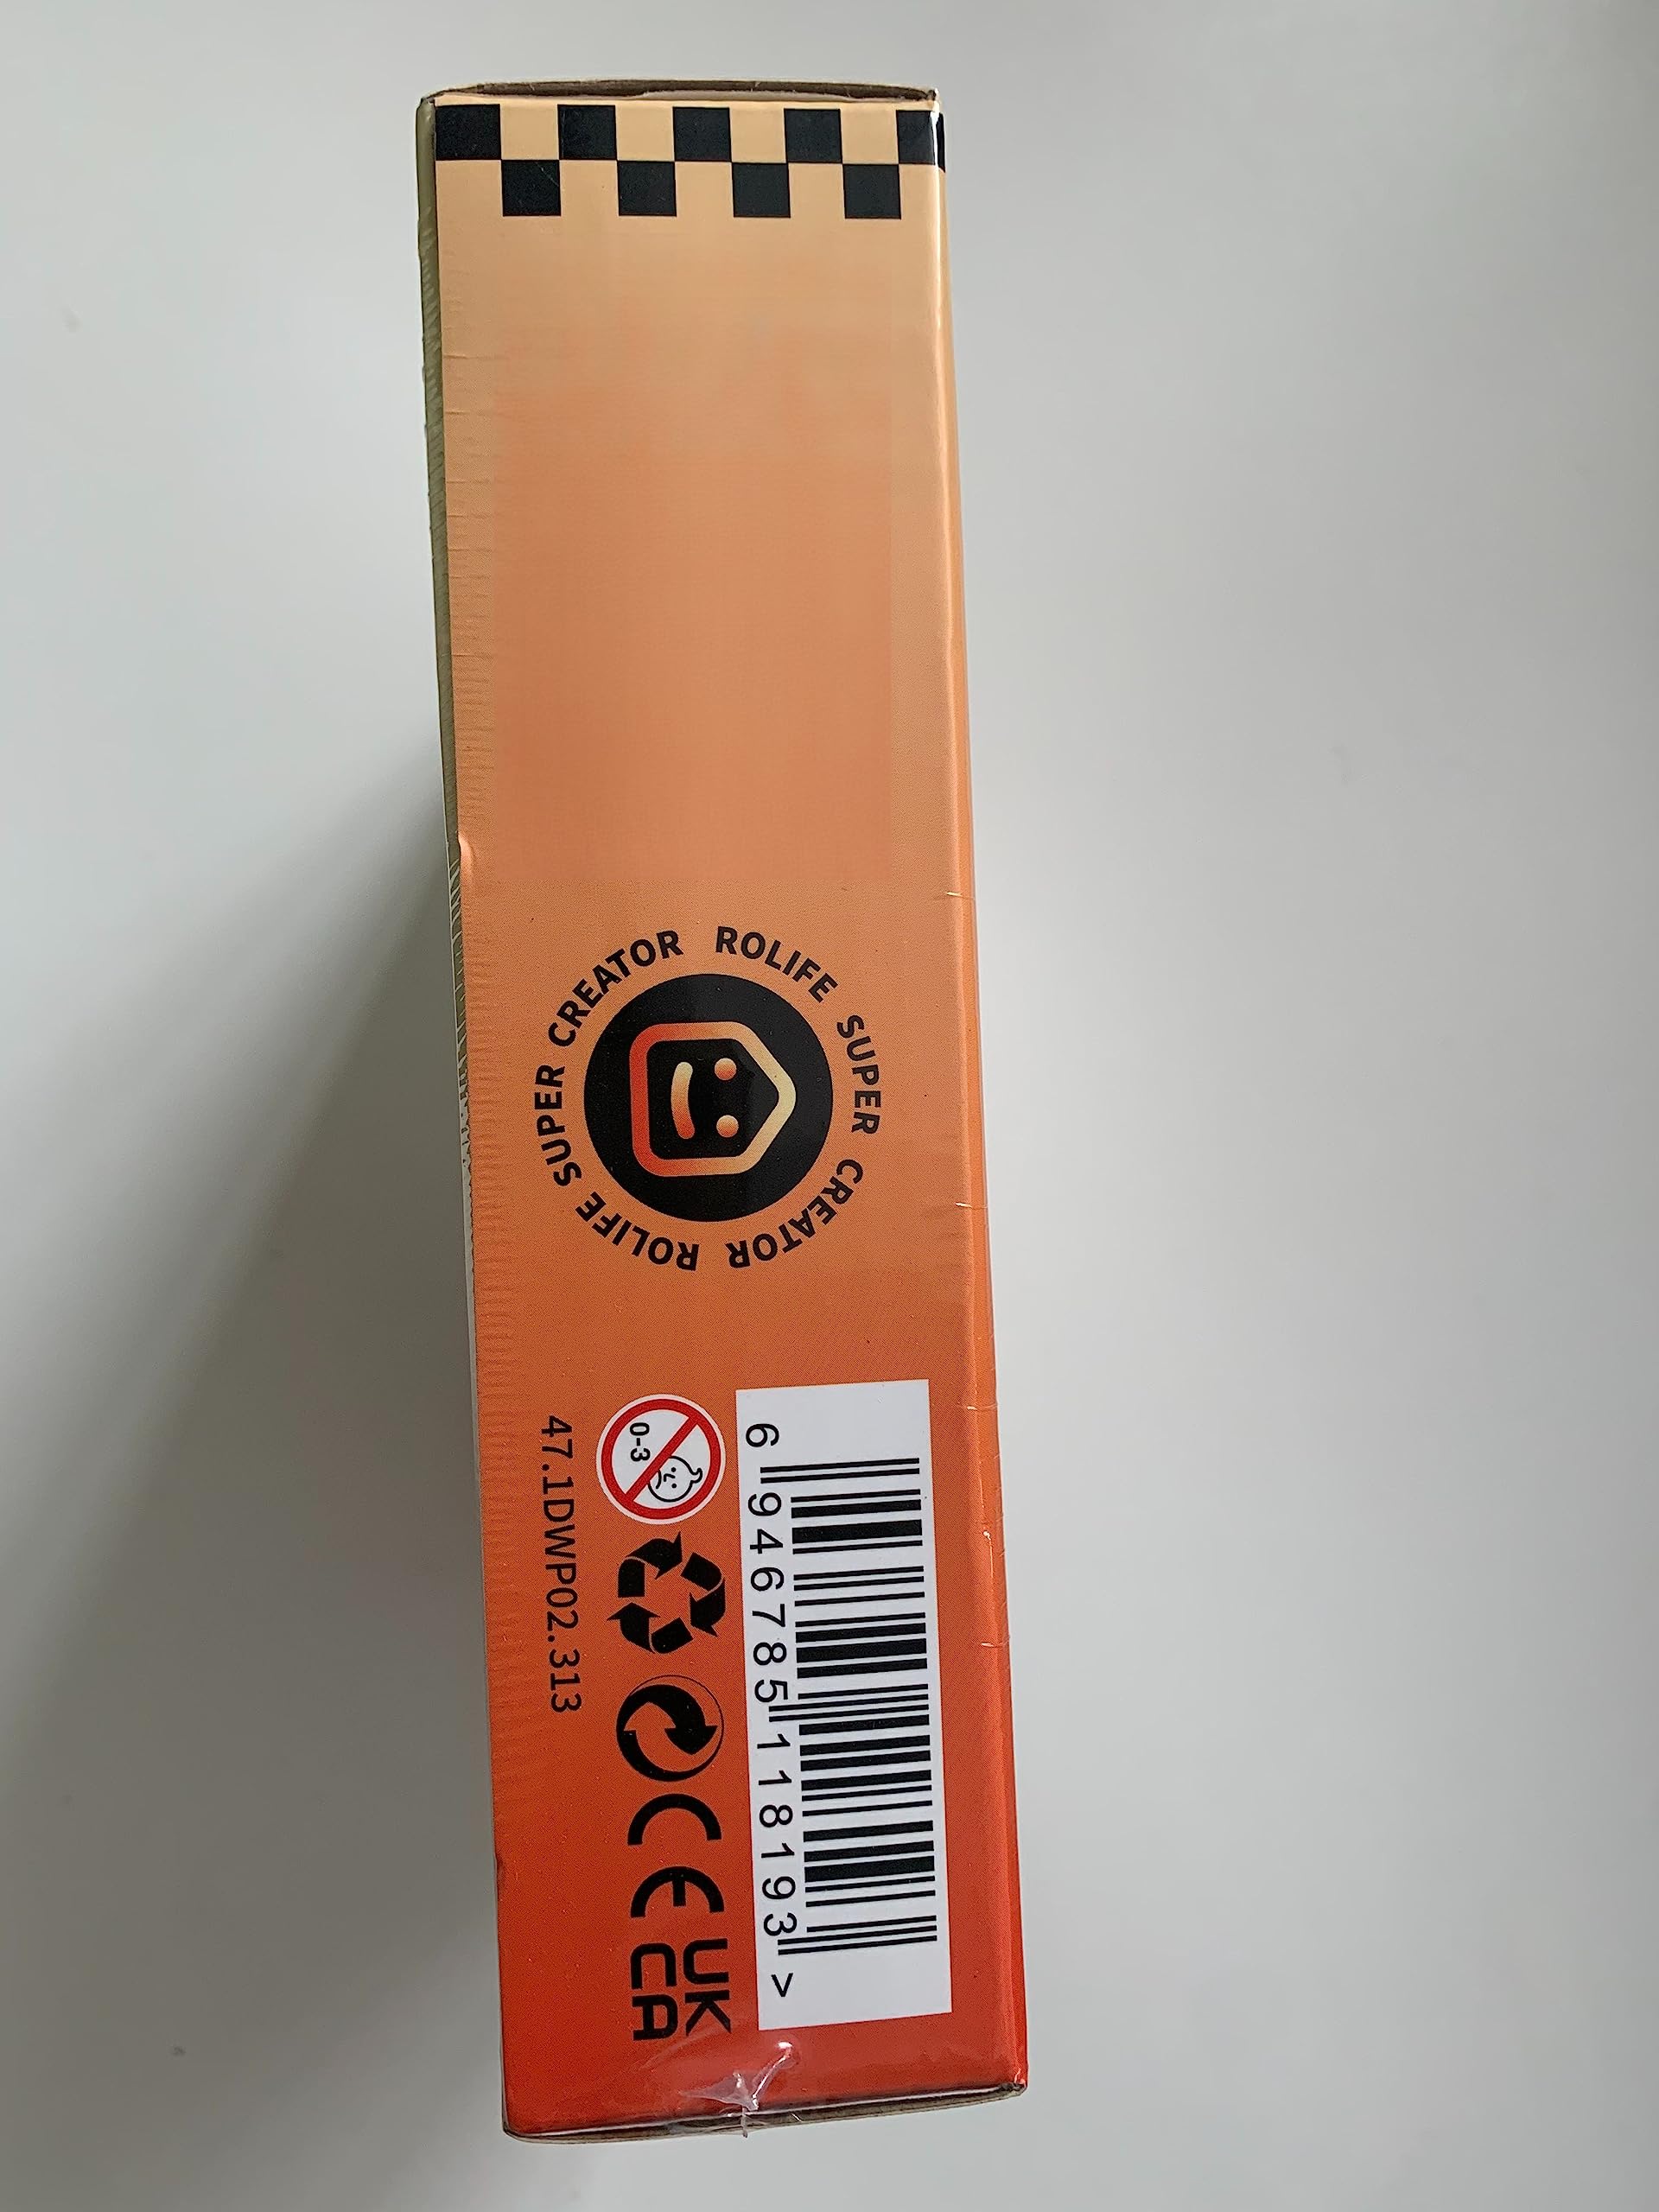 ROLIFE SUPER CREATOR ROLIFE SUPER CREATOR
6 946785 118193 >
0-3
CE
UK
CA
47.1DWP02.313